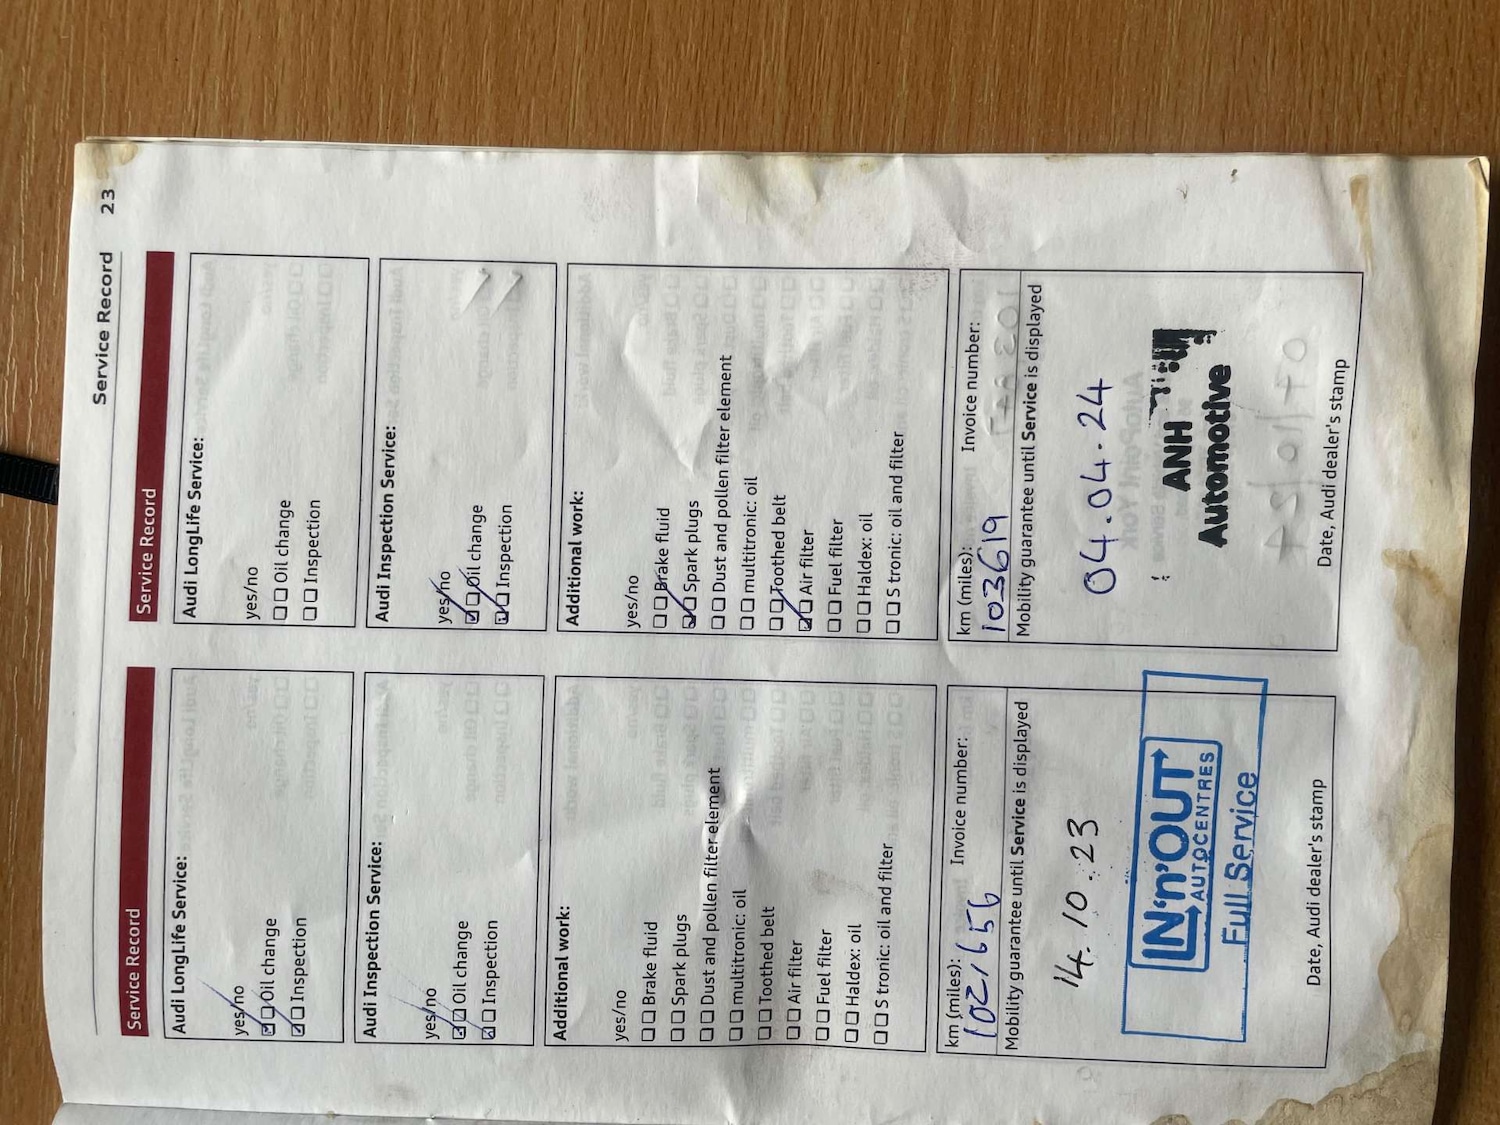 Service Record 23
Service Record
Audi LongLife Service:
yes/no
Oil change
Inspection
Audi Inspection Service:
yes/no
Oil change
Inspection
Additional work:
yes/no
Brake fluid
Spark plugs
Dust and pollen filter element
multitronic: oil
Toothed belt
Air filter
Fuel filter
Haldex: oil
S tronic: oil and filter
km (miles): Invoice number:
102,656
Mobility guarantee until Service is displayed
14.10.23
IN'n'OUT
AUTOCENTRES
Full Service
Date, Audi dealer's stamp
Service Record
Audi LongLife Service:
yes/no
Oil change
Inspection
Audi Inspection Service:
yes/no
Oil change
Inspection
Additional work:
yes/no
Brake fluid
Spark plugs
Dust and pollen filter element
multitronic: oil
Toothed belt
Air filter
Fuel filter
Haldex: oil
S tronic: oil and filter
km (miles): Invoice number:
103619
Mobility guarantee until Service is displayed
04.04.24
ANH
Automotive
Date, Audi dealer's stamp